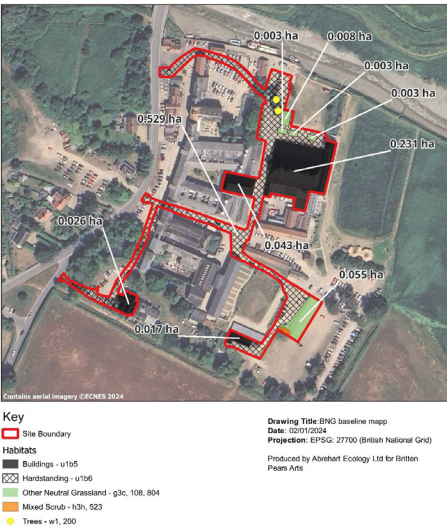 0.003 ha
0.008 ha
0.003 ha
0.003 ha
0.529 ha
0.231 ha
0.026 ha
0.043 ha
0.055 ha
0.017 ha
Contains aerial imagery ©ECNES 2024
Key
Site Boundary
Habitats
Buildings - u1b5
Hardstanding - u1b6
Other Neutral Grassland - g3c, 108, 804
Mixed Scrub - h3h, 523
Trees - w1, 200
Drawing Title:BNG baseline mapp
Date: 02/01/2024
Projection: EPSG: 27700 (British National Grid)
Produced by Abrehart Ecology Ltd for Britten
Pears Arts